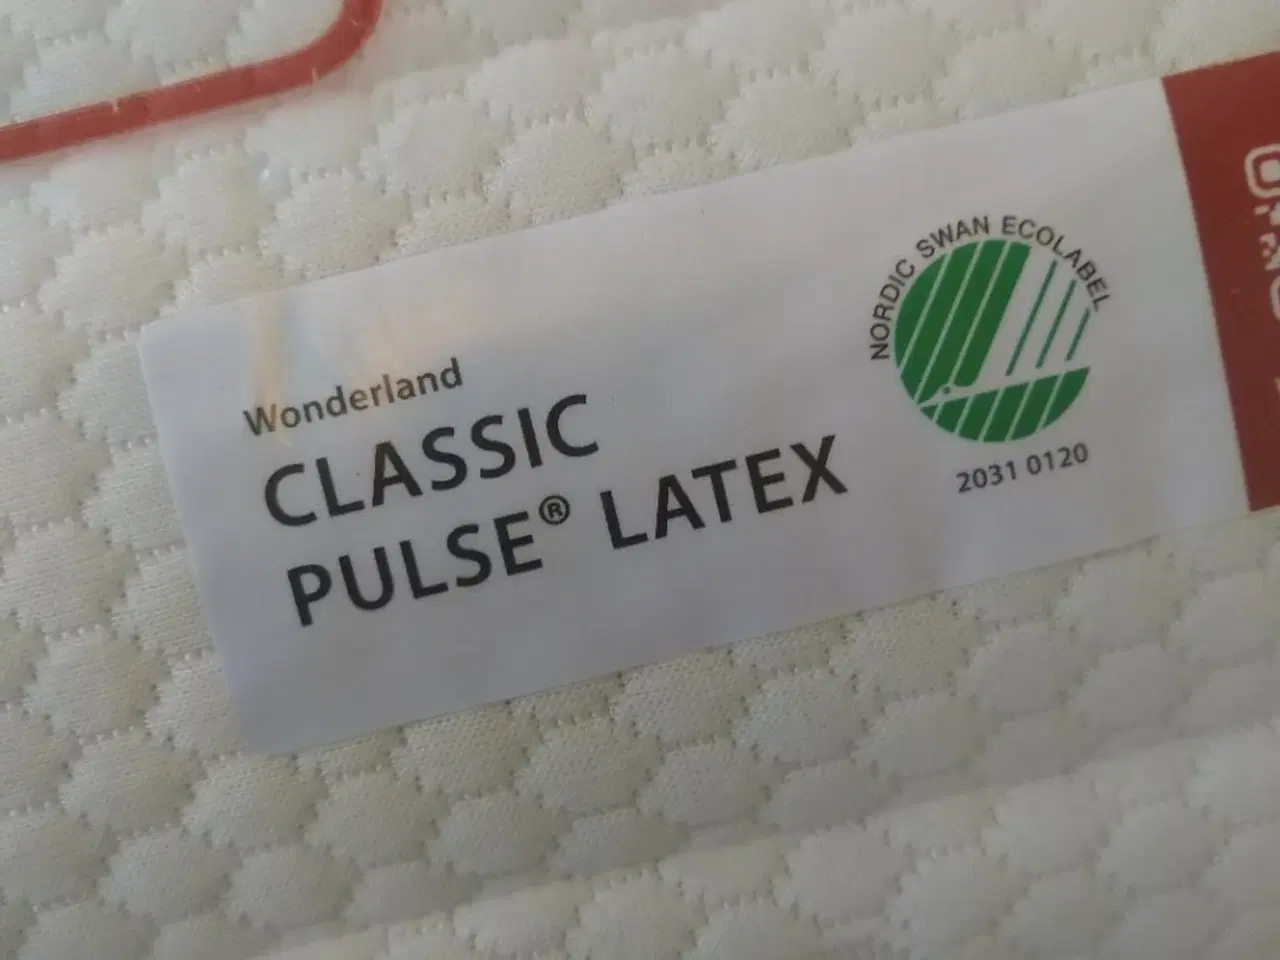 Wonderland
CLASSIC
PULSE® LATEX
NORDIC SWAN ECOLABEL
2031 0120